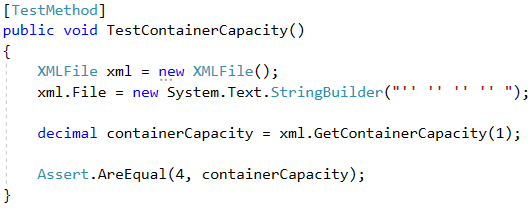 [TestMethod]
public void TestContainerCapacity()
{
XMLFile xml = new XMLFile();
xml.File = new System.Text.StringBuilder("'' '' '' '' ");
decimal containerCapacity = xml.GetContainerCapacity(1);
Assert.AreEqual(4, containerCapacity);
}